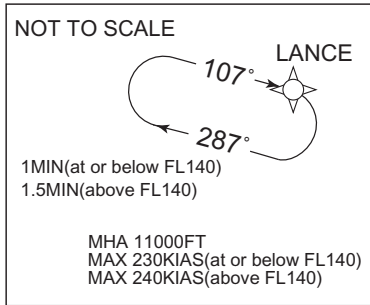 NOT TO SCALE
LANCE
107°
287°
1MIN(at or below FL140)
1.5MIN(above FL140)
MHA 11000FT
MAX 230KIAS(at or below FL140)
MAX 240KIAS(above FL140)